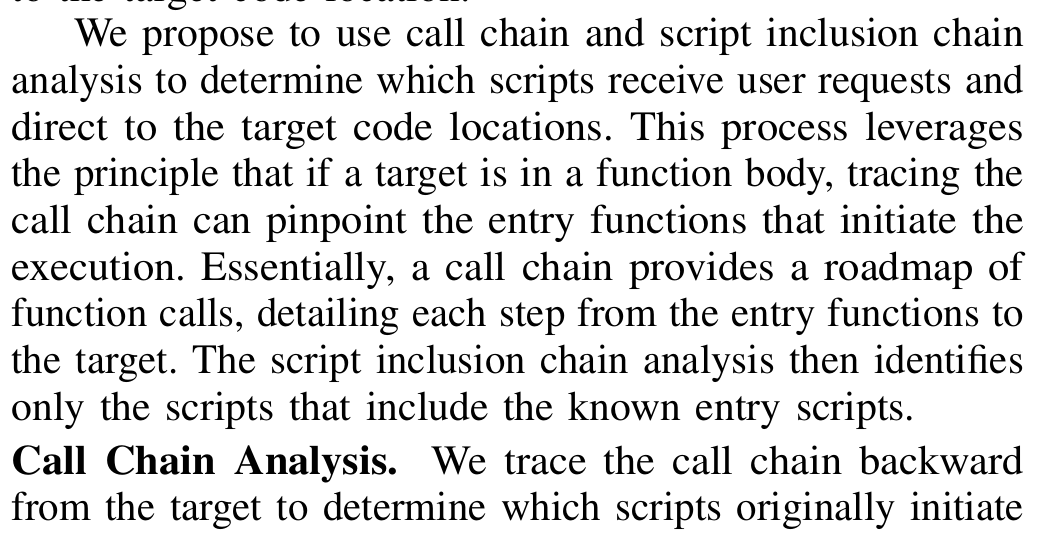 to the target code location.
We propose to use call chain and script inclusion chain
analysis to determine which scripts receive user requests and
direct to the target code locations. This process leverages
the principle that if a target is in a function body, tracing the
call chain can pinpoint the entry functions that initiate the
execution. Essentially, a call chain provides a roadmap of
function calls, detailing each step from the entry functions to
the target. The script inclusion chain analysis then identifies
only the scripts that include the known entry scripts.
Call Chain Analysis. We trace the call chain backward
from the target to determine which scripts originally initiate